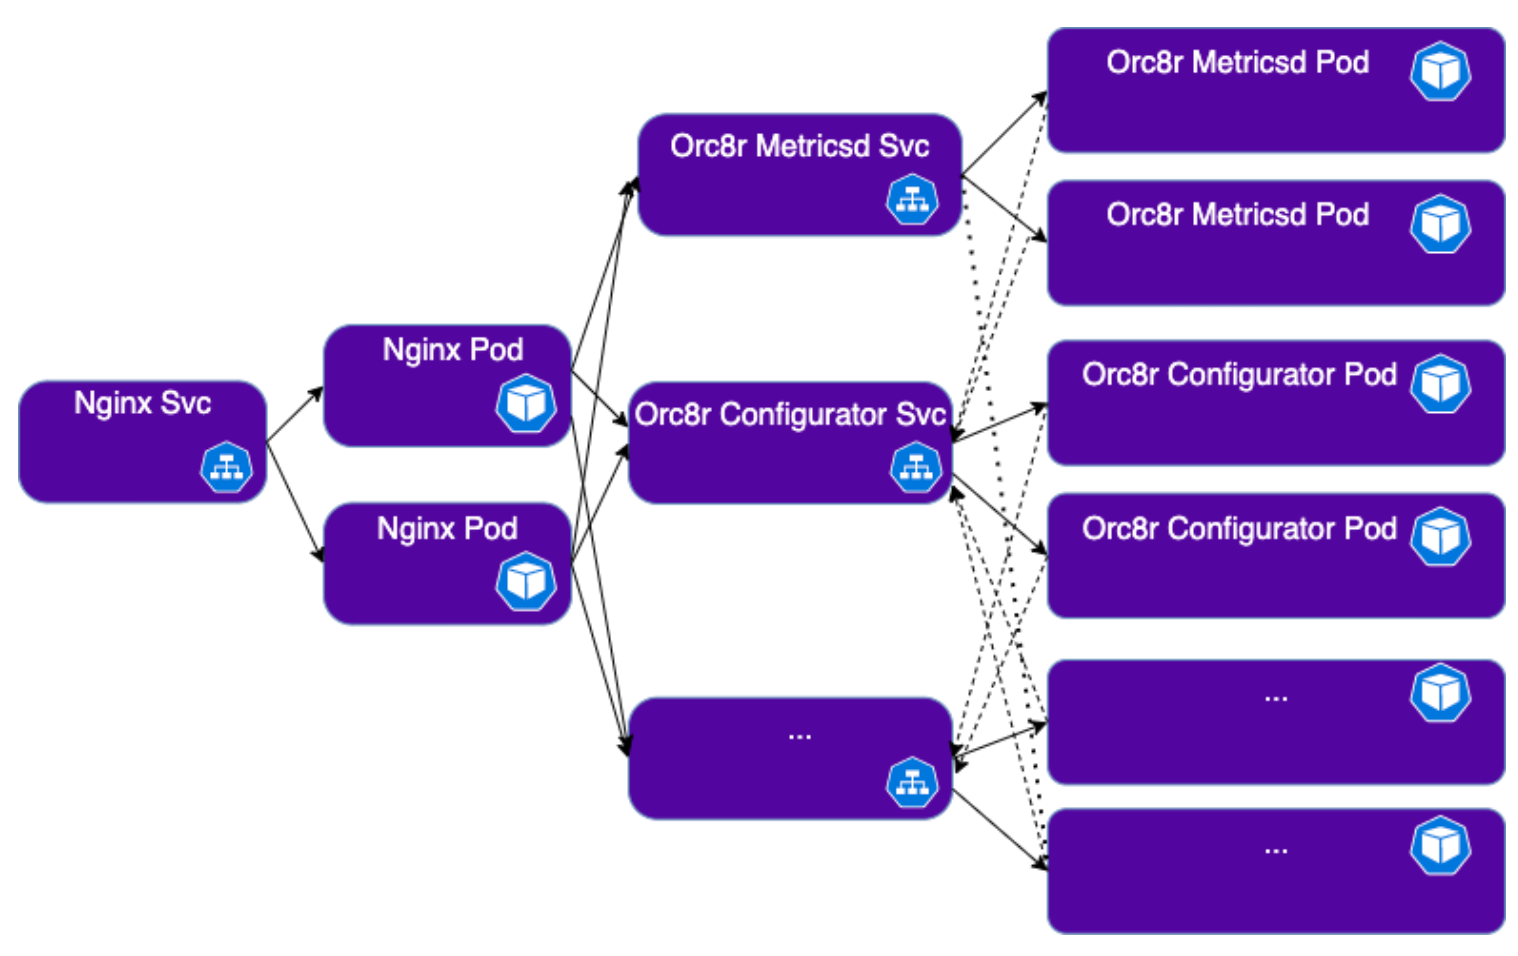 Nginx Svc
Nginx Pod
Nginx Pod
Orc8r Metricsd Svc
Orc8r Configurator Svc
...
Orc8r Metricsd Pod
Orc8r Metricsd Pod
Orc8r Configurator Pod
Orc8r Configurator Pod
...
...